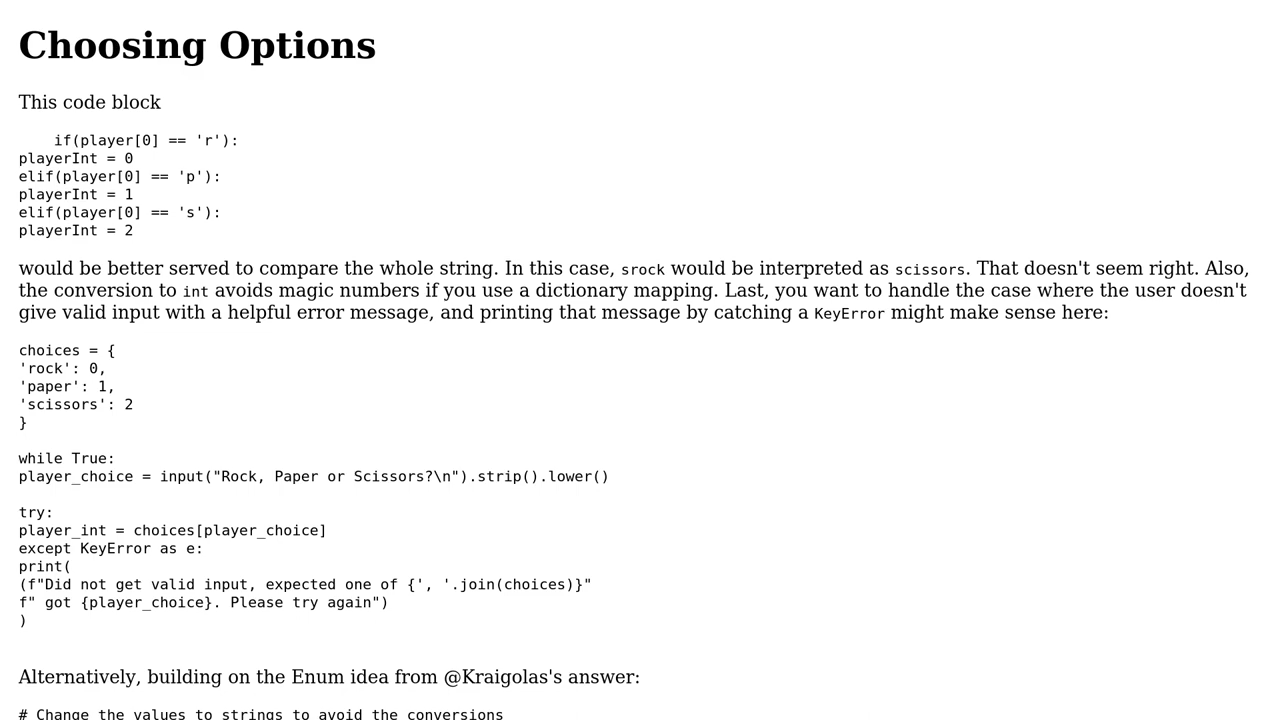 Choosing Options
This code block
if(player[0] == 'r'):
playerInt = 0
elif(player[0] == 'p'):
playerInt = 1
elif(player[0] == 's'):
playerInt = 2
would be better served to compare the whole string. In this case, srock would be interpreted as scissors. That doesn't seem right. Also,
the conversion to int avoids magic numbers if you use a dictionary mapping. Last, you want to handle the case where the user doesn't
give valid input with a helpful error message, and printing that message by catching a KeyError might make sense here:
choices = {
'rock': 0,
'paper': 1,
'scissors': 2
}
while True:
player_choice = input("Rock, Paper or Scissors?\n").strip().lower()
try:
player_int = choices[player_choice]
except KeyError as e:
print(
(f"Did not get valid input, expected one of {', '.join(choices)}"
f" got {player_choice}. Please try again")
)
Alternatively, building on the Enum idea from @Kraigolas's answer:
# Change the values to strings to avoid the conversions